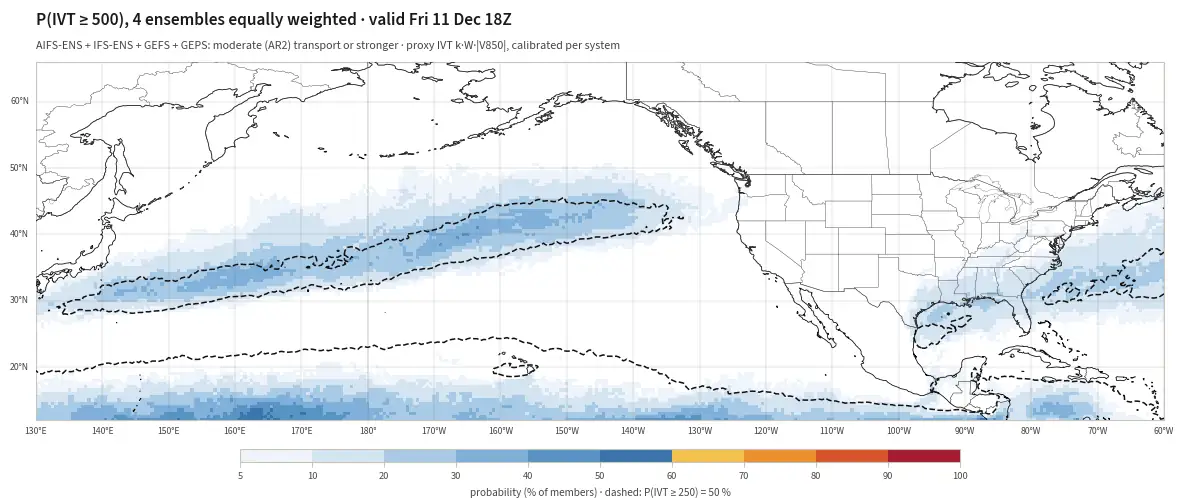 P(IVT ≥ 500), 4 ensembles equally weighted · valid Fri 11 Dec 18Z
AIFS-ENS + IFS-ENS + GEFS + GEPS: moderate (AR2) transport or stronger · proxy IVT k·W·|V850|, calibrated per system
60°N
50°N
40°N
30°N
20°N
130°E 140°E 150°E 160°E 170°E 180° 170°W 160°W 150°W 140°W 130°W 120°W 110°W 100°W 90°W 80°W 70°W 60°W
5 10 20 30 40 50 60 70 80 90 100
probability (% of members) · dashed: P(IVT ≥ 250) = 50 %